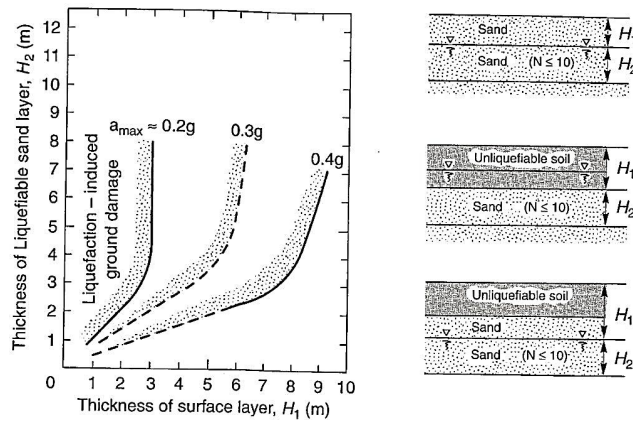 Thickness of Liquefiable sand layer, H2 (m)
12
11
10
9
8
7
6
5
4
3
2
1
0
Liquefaction – induced
ground damage
amax ≈ 0.2g
0.3g
0.4g
1 2 3 4 5 6 7 8 9 10
Thickness of surface layer, H1 (m)
Sand
Sand (N ≤ 10)
H2
Unliquefiable soil
H1
Sand (N ≤ 10)
H2
Unliquefiable soil
H1
Sand
Sand (N ≤ 10)
H2